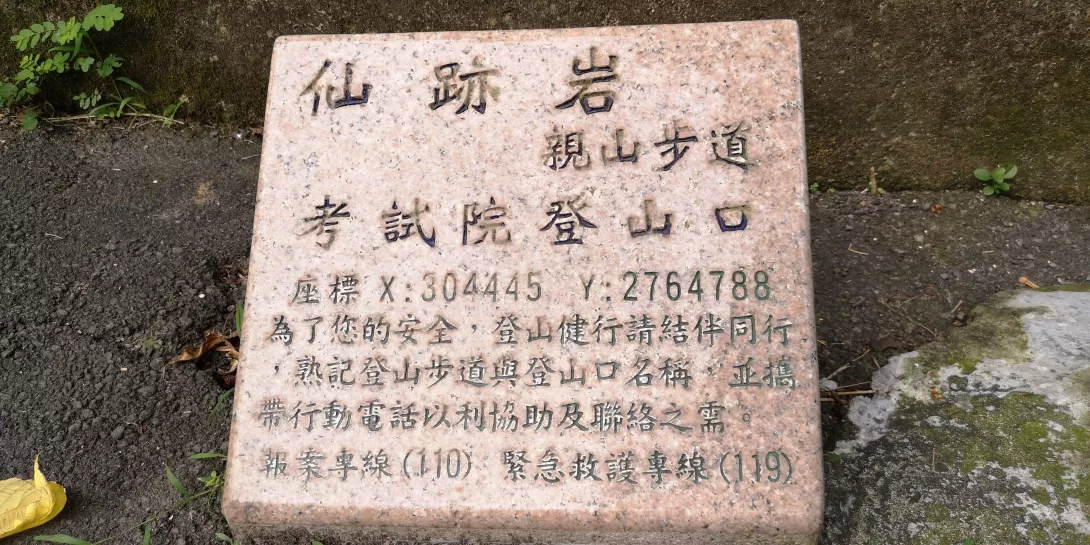 仙跡岩
親山步道
考試院登山口
座標 X:304445 Y:2764788
為了您的安全，登山健行請結伴同行
，熟記登山步道與登山口名稱，並攜
帶行動電話以利協助及聯絡之需。
報案專線(110) 緊急救護專線(119)